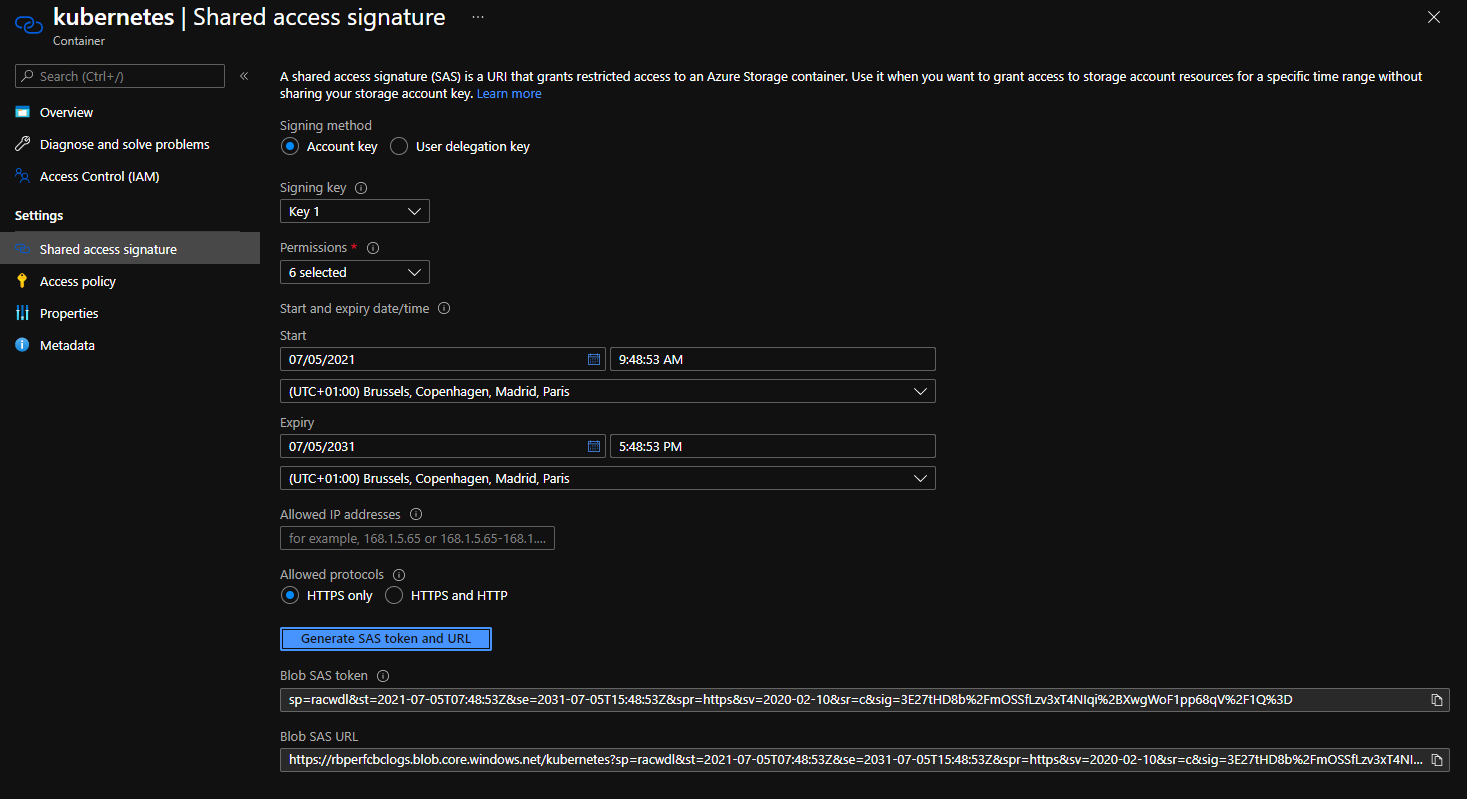 kubernetes | Shared access signature ...
Container
Search (Ctrl+/)
«
Overview
Diagnose and solve problems
Access Control (IAM)
Settings
Shared access signature
Access policy
Properties
Metadata
A shared access signature (SAS) is a URI that grants restricted access to an Azure Storage container. Use it when you want to grant access to storage account resources for a specific time range without
sharing your storage account key. Learn more
Signing method
Account key User delegation key
Signing key
Key 1
Permissions *
6 selected
Start and expiry date/time
Start
07/05/2021 9:48:53 AM
(UTC+01:00) Brussels, Copenhagen, Madrid, Paris
Expiry
07/05/2031 5:48:53 PM
(UTC+01:00) Brussels, Copenhagen, Madrid, Paris
Allowed IP addresses
for example, 168.1.5.65 or 168.1.5.65-168.1....
Allowed protocols
HTTPS only HTTPS and HTTP
Generate SAS token and URL
Blob SAS token
sp=racwdl&st=2021-07-05T07:48:53Z&se=2031-07-05T15:48:53Z&spr=https&sv=2020-02-10&sr=c&sig=3E27tHD8b%2FmOSSfLzv3xT4NIqi%2BXwgWoF1pp68qV%2F1Q%3D
Blob SAS URL
https://rbperfcbclogs.blob.core.windows.net/kubernetes?sp=racwdl&st=2021-07-05T07:48:53Z&se=2031-07-05T15:48:53Z&spr=https&sv=2020-02-10&sr=c&sig=3E27tHD8b%2FmOSSfLzv3xT4NI...